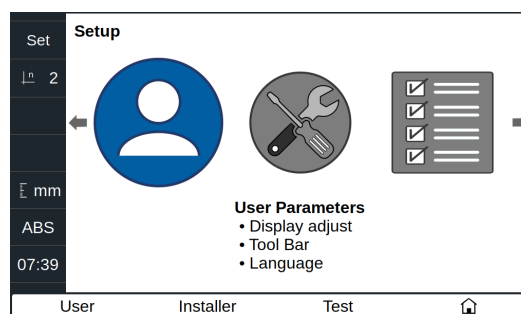 Set
Setup
n 2
mm
ABS
07:39
User Parameters
• Display adjust
• Tool Bar
• Language
User Installer Test